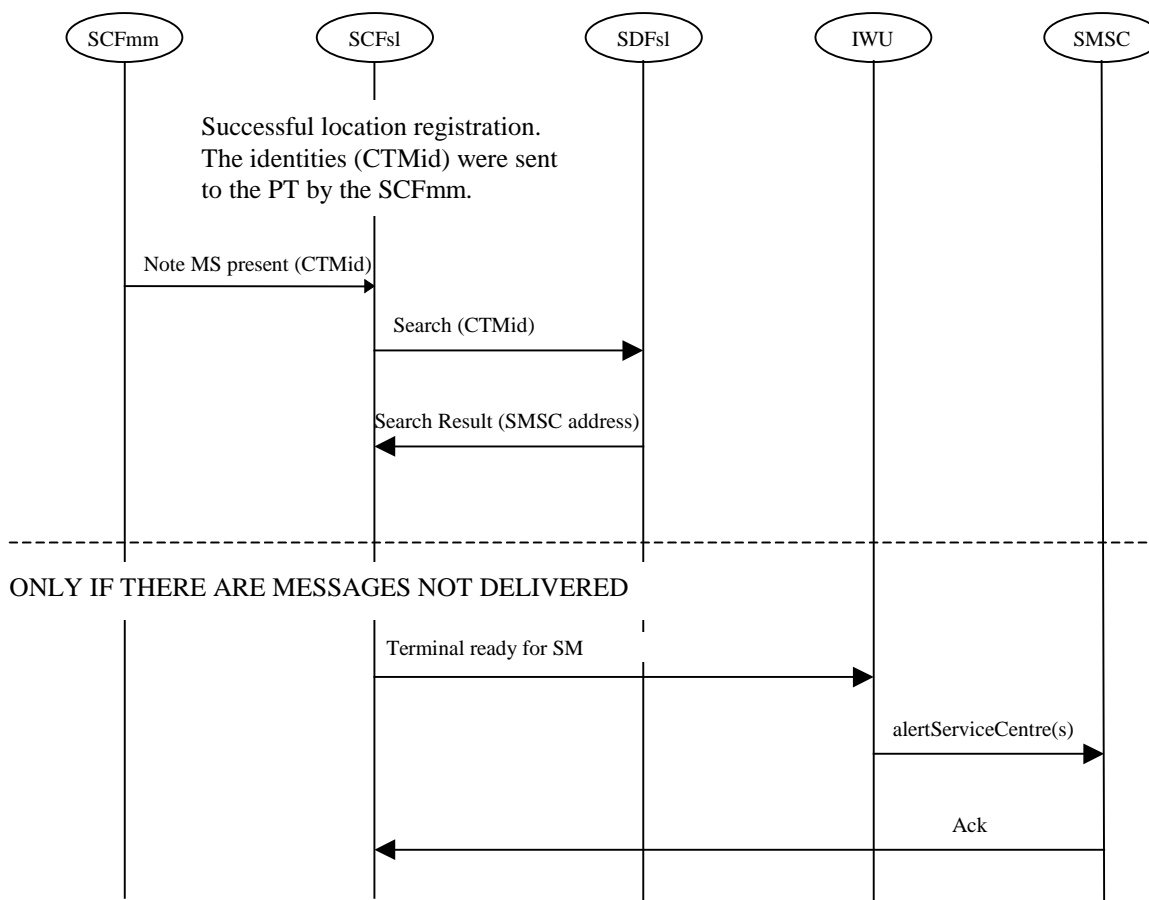 SCFmm
SCFsl
SDFsl
IWU
SMSC
Successful location registration.
The identities (CTMid) were sent
to the PT by the SCFmm.
Note MS present (CTMid)
Search (CTMid)
Search Result (SMSC address)
ONLY IF THERE ARE MESSAGES NOT DELIVERED
Terminal ready for SM
alertServiceCentre(s)
Ack